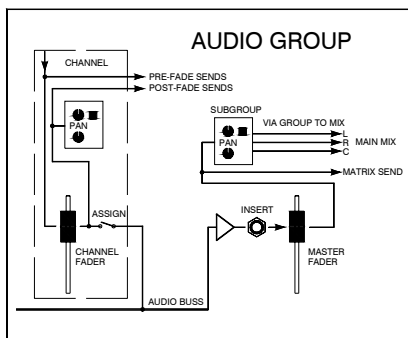 AUDIO GROUP
CHANNEL
PRE-FADE SENDS
POST-FADE SENDS
PAN
SUBGROUP
PAN
VIA GROUP TO MIX
L
R MAIN MIX
C
MATRIX SEND
ASSIGN
INSERT
CHANNEL
FADER
MASTER
FADER
AUDIO BUSS